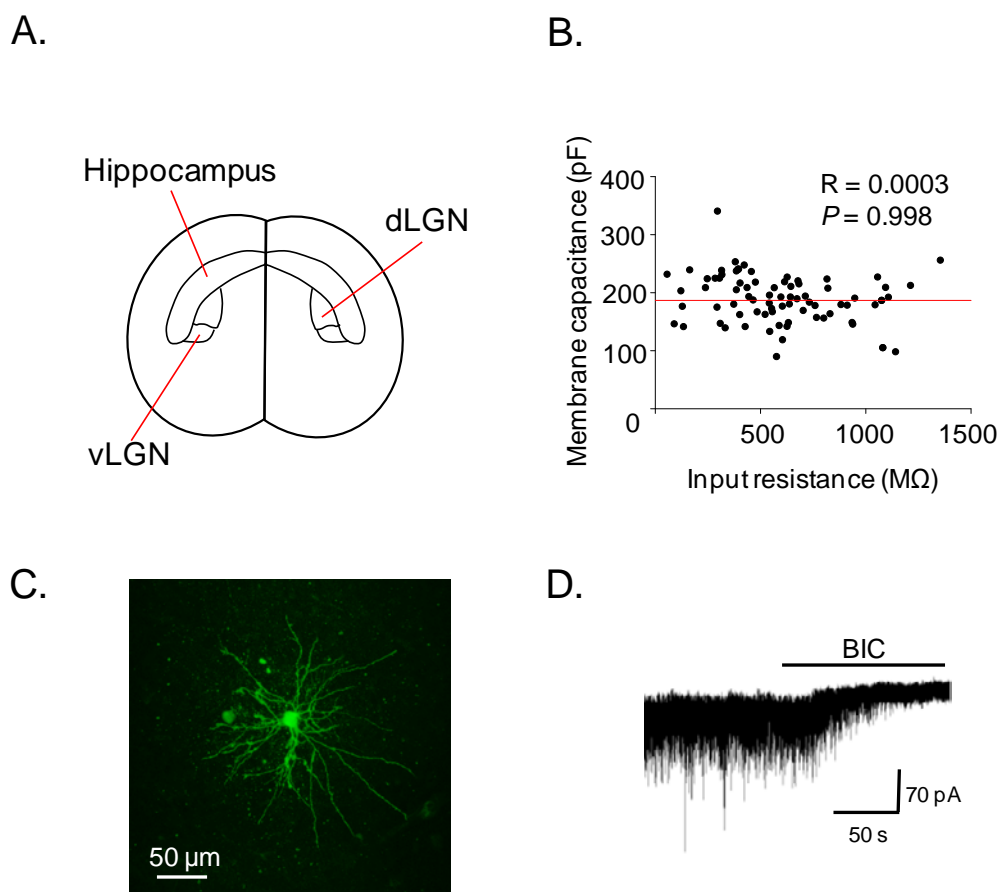 A.
Hippocampus
dLGN
vLGN
B.
Membrane capacitance (pF)
400
300
200
100
0
R = 0.0003
P = 0.998
500
1000
1500
Input resistance (MΩ)
C.
50 µm
D.
BIC
70 pA
50 s